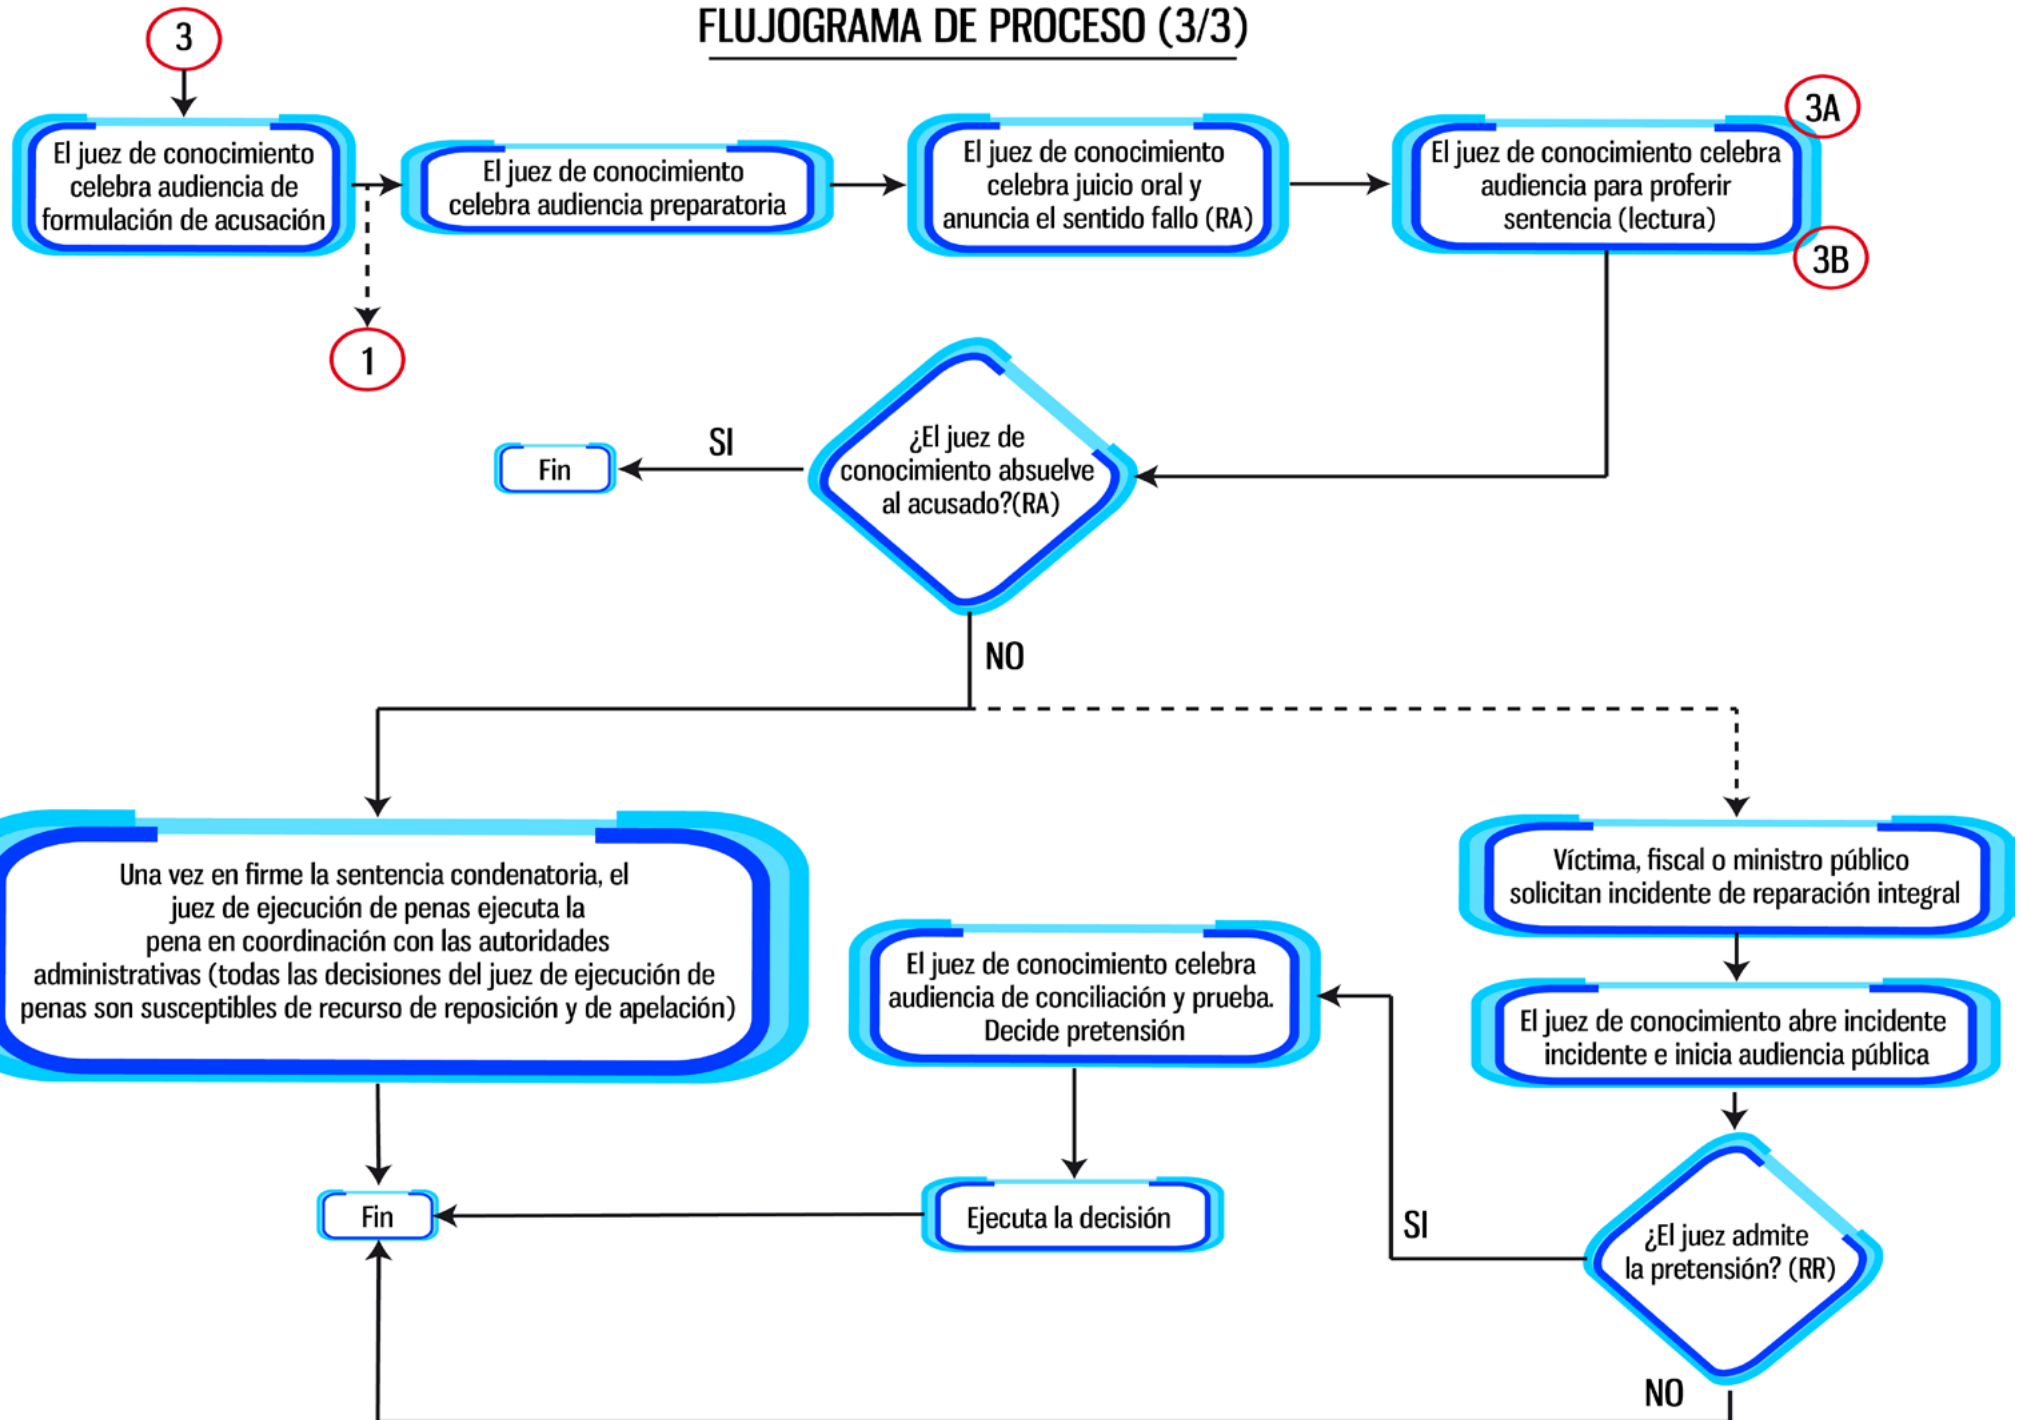 FLUJOGRAMA DE PROCESO (3/3)
3
El juez de conocimiento
celebra audiencia de
formulación de acusación
El juez de conocimiento
celebra audiencia preparatoria
El juez de conocimiento
celebra juicio oral y
anuncia el sentido fallo (RA)
3A
El juez de conocimiento celebra
audiencia para proferir
sentencia (lectura)
3B
1
¿El juez de
conocimiento absuelve
al acusado?(RA)
SI
Fin
NO
Una vez en firme la sentencia condenatoria, el
juez de ejecución de penas ejecuta la
pena en coordinación con las autoridades
administrativas (todas las decisiones del juez de ejecución de
penas son susceptibles de recurso de reposición y de apelación)
Víctima, fiscal o ministro público
solicitan incidente de reparación integral
El juez de conocimiento celebra
audiencia de conciliación y prueba.
Decide pretensión
El juez de conocimiento abre incidente
incidente e inicia audiencia pública
Fin
Ejecuta la decisión
SI
¿El juez admite
la pretensión? (RR)
NO